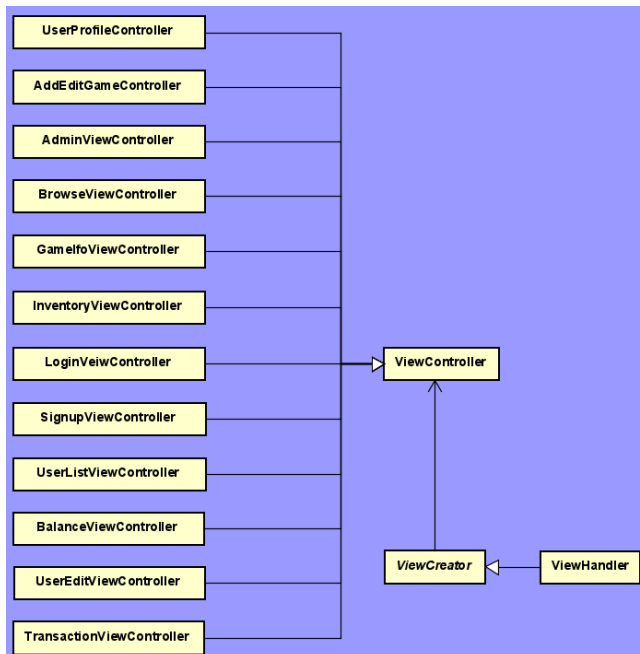 UserProfileController
AddEditGameController
AdminViewController
BrowseViewController
GameIfoViewController
InventoryViewController
LoginVeiwController
ViewController
SignupViewController
UserListViewController
BalanceViewController
ViewCreator
ViewHandler
UserEditViewController
TransactionViewController